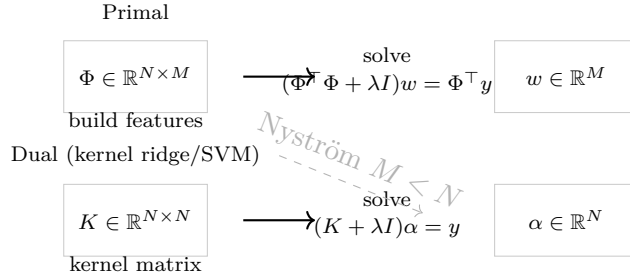 Primal
Φ ∈ ℝ^{N×M}
solve
(Φ^⊤Φ + λI)w = Φ^⊤y
w ∈ ℝ^M
build features
Dual (kernel ridge/SVM)
Nyström M < N
K ∈ ℝ^{N×N}
solve
(K + λI)α = y
α ∈ ℝ^N
kernel matrix